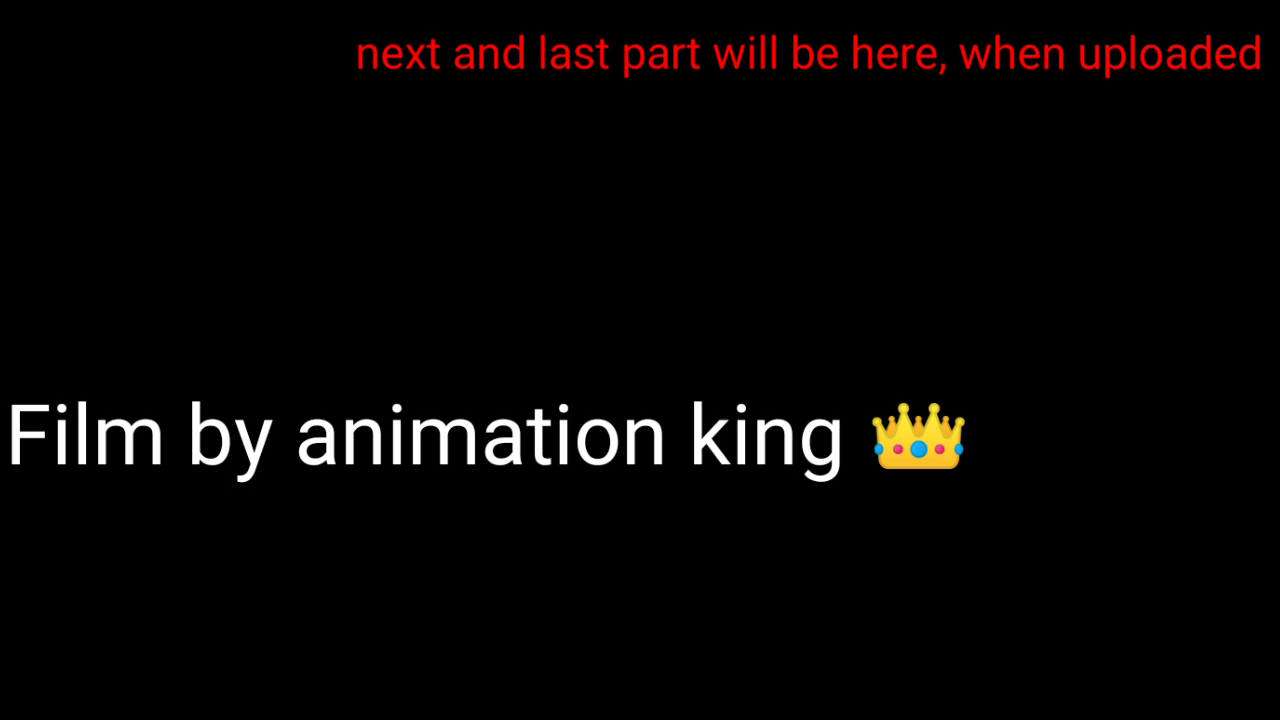 next and last part will be here, when uploaded
Film by animation king 👑